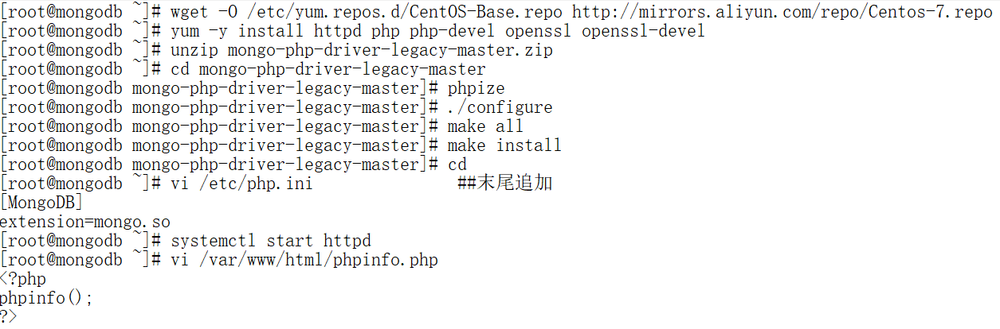 [root@mongodb ~]# wget -O /etc/yum.repos.d/CentOS-Base.repo http://mirrors.aliyun.com/repo/Centos-7.repo
[root@mongodb ~]# yum -y install httpd php php-devel openssl openssl-devel
[root@mongodb ~]# unzip mongo-php-driver-legacy-master.zip
[root@mongodb ~]# cd mongo-php-driver-legacy-master
[root@mongodb mongo-php-driver-legacy-master]# phpize
[root@mongodb mongo-php-driver-legacy-master]# ./configure
[root@mongodb mongo-php-driver-legacy-master]# make all
[root@mongodb mongo-php-driver-legacy-master]# make install
[root@mongodb mongo-php-driver-legacy-master]# cd
[root@mongodb ~]# vi /etc/php.ini ##末尾追加
[MongoDB]
extension=mongo.so
[root@mongodb ~]# systemctl start httpd
[root@mongodb ~]# vi /var/www/html/phpinfo.php
<?php
phpinfo();
?>